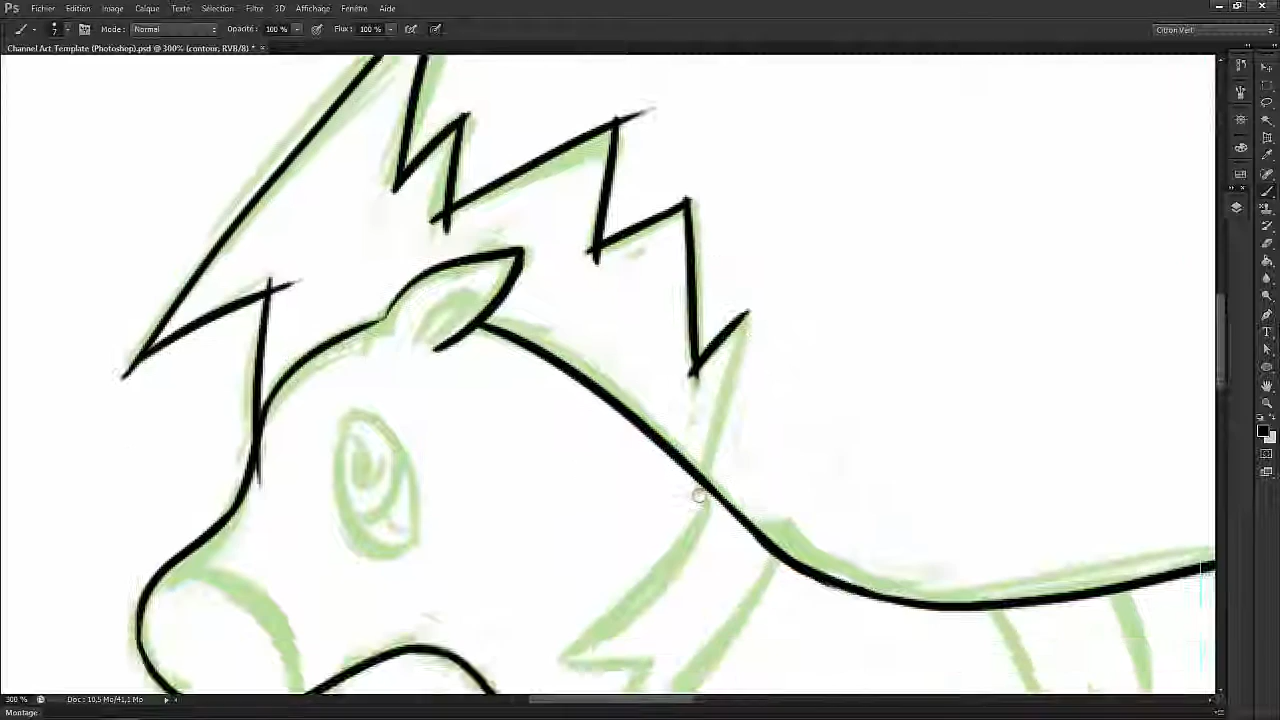 Ps Fichier Edition Image Calque Texte Sélection Filtre 3D Affichage Fenêtre Aide
7 Mode : Normal Opacité : 100 % Flux : 100 % Citron Vert
Channel Art Template (Photoshop).psd @ 300% (contour, RVB/8) *
300 % Doc : 10,5 Mo/41,1 Mo
Montage